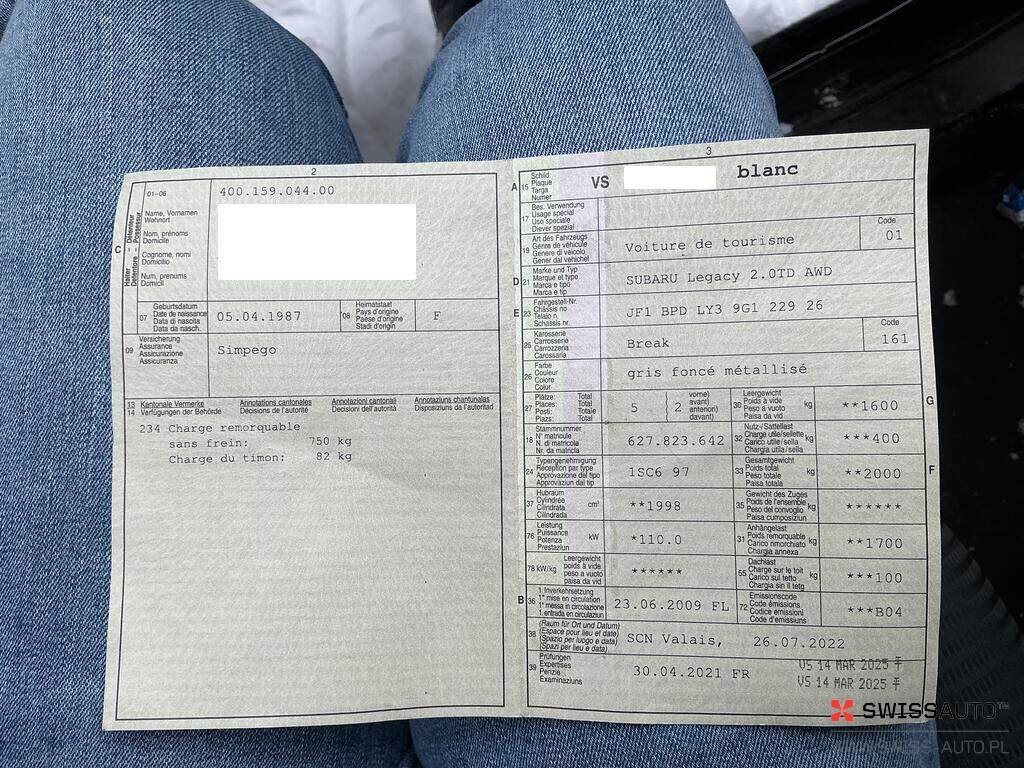 2
01-06
400.159.044.00
C
Halter – Détenteur
Detentore – Possessur
Name, Vornamen
Wohnort
Nom, prénoms
Domicile
Cognome, nomi
Domicilio
Num, prenums
Domicil
07
Geburtsdatum
Date de naissance
Data di nascita
Data da nasch.
05.04.1987
08
Heimatstaat
Pays d'origine
Paese d'origine
Stadi d'origin
F
09
Versicherung
Assurance
Assicurazione
Assicuranza
Simpego
13 Kantonale Vermerke Annotations cantonales Annotazioni cantonali Annotaziuns chantunalas
14 Verfügungen der Behörde Décisions de l'autorité Decisioni dell'autorità Disposiziuns da l'autoritad
234 Charge remorquable
sans frein: 750 kg
Charge du timon: 82 kg
3
A 15
Schild
Plaque
Targa
Numer
VS blanc
17
Bes. Verwendung
Usage spécial
Uso speciale
Diever spezial
19
Art des Fahrzeugs
Genre de véhicule
Genere di veicolo
Gener dal vehichel
Voiture de tourisme
Code
01
D 21
Marke und Typ
Marque et type
Marca e tipo
Marca e tip
SUBARU Legacy 2.0TD AWD
E 23
Fahrgestell-Nr.
Châssis no
Telaio n.
Schassis nr.
JF1 BPD LY3 9G1 229 26
25
Karosserie
Carrosserie
Carrozzeria
Carossaria
Break
Code
161
26
Farbe
Couleur
Colore
Colur
gris foncé métallisé
27
Plätze: Total
Places: Total
Posti: Totale
Plazs: Total
5
2
vorne)
avant)
anteriori)
davant)
30
Leergewicht
Poids à vide
Peso a vuoto
Paisa da vid
kg
**1600
G
18
Stammnummer
N° matricule
N. di matricola
Nr. da matricla
627.823.642
32
Nutz-/Sattellast
Charge utile/sellette
Carico utile/sella
Chargia utila/sella
kg
***400
24
Typengenehmigung
Réception par type
Approvazione del tipo
Approvaziun dal tip
1SC6 97
33
Gesamtgewicht
Poids total
Peso totale
Paisa totala
kg
**2000
F
37
Hubraum
Cylindrée
Cilindrata
Cilindrada
cm³
**1998
35
Gewicht des Zuges
Poids de l'ensemble
Peso del convoglio
Paisa cumposiziun
kg
******
76
Leistung
Puissance
Potenza
Prestaziun
kW
*110.0
31
Anhängelast
Poids remorquable
Carico rimorchiato
Chargia annexa
kg
**1700
78 kW/kg
Leergewicht
poids à vide
peso a vuoto
paisa da vid
******
55
Dachlast
Charge sur le toit
Carico sul tetto
Chargia sin il tetg
kg
***100
B 36
1. Inverkehrsetzung
1re mise en circulation
1a messa in circolazione
1. entrada en circulaziun
23.06.2009 FL
72
Emissionscode
Code émissions
Codice emissioni
Code d'emissiuns
***B04
38
(Raum für Ort und Datum)
(Espace pour lieu et date)
(Spazio per luogo e data)
(Spazi per lieu e data)
SCN Valais, 26.07.2022
39
Prüfungen
Expertises
Perizie
Examinaziuns
30.04.2021 FR
VS 14 MAR 2025
VS 14 MAR 2025
SWISSAUTO™
WWW.SWISS-AUTO.PL